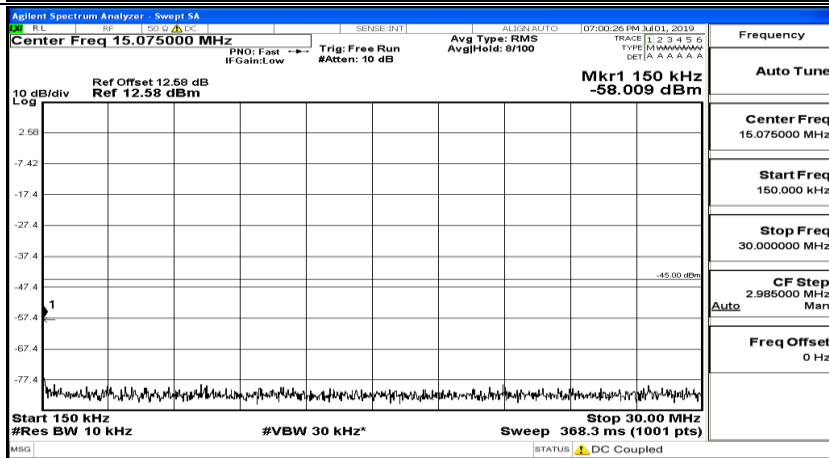 Agilent Spectrum Analyzer - Swept SA
LXI RL RF 50 Ω DC SENSE:INT ALIGN AUTO 07:00:26 PM Jul 01, 2019
Center Freq 15.075000 MHz
PNO: Fast
IFGain:Low
Trig: Free Run
#Atten: 10 dB
Avg Type: RMS
Avg|Hold: 8/100
TRACE 1 2 3 4 5 6
TYPE M WWWWW
DET A A A A A A
Ref Offset 12.58 dB
10 dB/div Ref 12.58 dBm
Log
Mkr1 150 kHz
-58.009 dBm
2.58
-7.42
-17.4
-27.4
-37.4
-45.00 dBm
-47.4
1
-57.4
-67.4
-77.4
Start 150 kHz Stop 30.00 MHz
#Res BW 10 kHz #VBW 30 kHz* Sweep 368.3 ms (1001 pts)
MSG STATUS DC Coupled
Frequency
Auto Tune
Center Freq
15.075000 MHz
Start Freq
150.000 kHz
Stop Freq
30.000000 MHz
CF Step
2.985000 MHz
Auto Man
Freq Offset
0 Hz